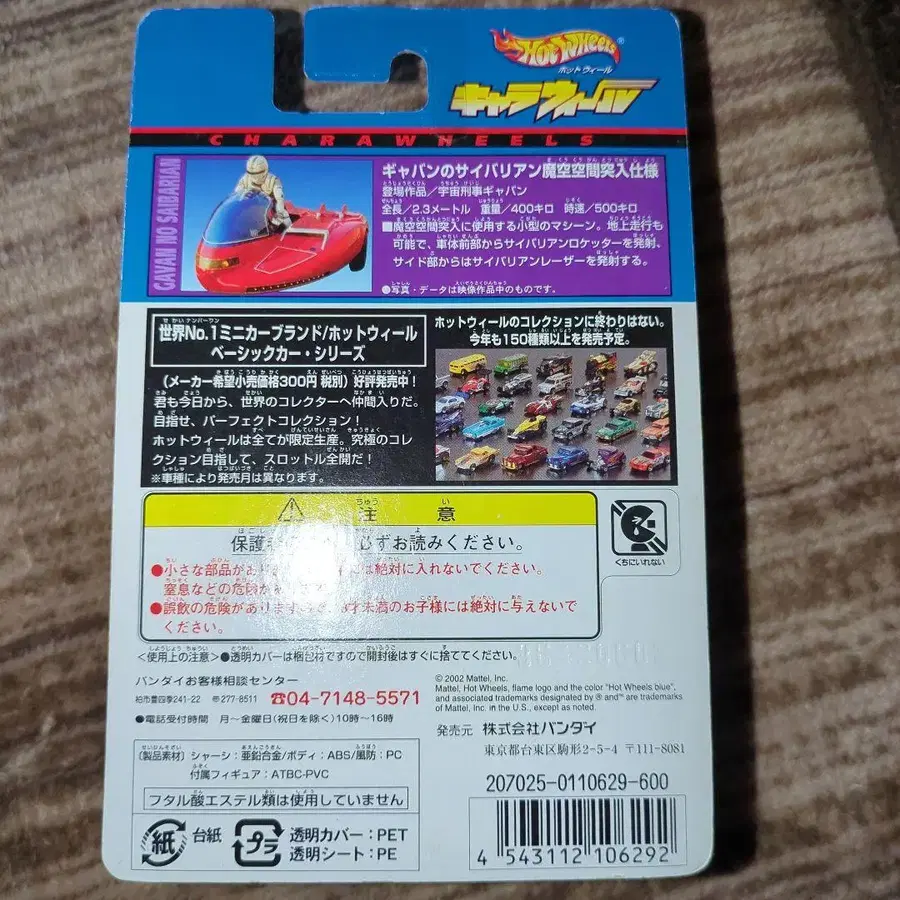 Hot Wheels®
ホットウィール
キャラウィール
CHARAWHEELS
GAVAN NO SAIBARIAN
ギャバンのサイバリアン魔空空間突入仕様
登場作品/宇宙刑事ギャバン
全長/2.3メートル 重量/400キロ 時速/500キロ
■魔空空間突入に使用する小型のマシーン。地上走行も
可能で、車体前部からサイバリアンロケッターを発射、
サイド部からはサイバリアンレーザーを発射する。
●写真・データは映像作品中のものです。
世界No.1ミニカーブランド/ホットウィール
ベーシックカー・シリーズ
(メーカー希望小売価格300円 税別)好評発売中!
君も今日から、世界のコレクターへ仲間入りだ。
目指せ、パーフェクトコレクション!
ホットウィールは全てが限定生産。究極のコレ
クション目指して、スロットル全開だ!
※車種により発売月は異なります。
ホットウィールのコレクションに終わりはない。
今年も150種類以上を発売予定。
注意
保護 必ずお読みください。
●小さな部品があ は絶対に入れないでください。
窒息などの危険が
●誤飲の危険がありますので、3才未満のお子様には絶対に与えないで
ください。
くちにいれない
<使用上の注意>●透明カバーは梱包材ですので開封後はすぐに捨ててください。
バンダイお客様相談センター
柏市豊四季241-22 〒277-8511 ☎04-7148-5571
●電話受付時間 月〜金曜日(祝日を除く)10時〜16時
© 2002 Mattel, Inc.
Mattel, Hot Wheels, flame logo and the color "Hot Wheels blue",
and associated trademarks designated by ® and™ are trademarks
of Mattel, Inc. in the U.S., except as noted.
発売元 株式会社バンダイ
東京都台東区駒形2-5-4 〒111-8081
〔製品素材〕シャーシ:亜鉛合金/ボディ:ABS/風防:PC
付属フィギュア:ATBC-PVC
フタル酸エステル類は使用していません
紙 台紙
プラ 透明カバー:PET
透明シート:PE
207025-0110629-600
4 543112 106292